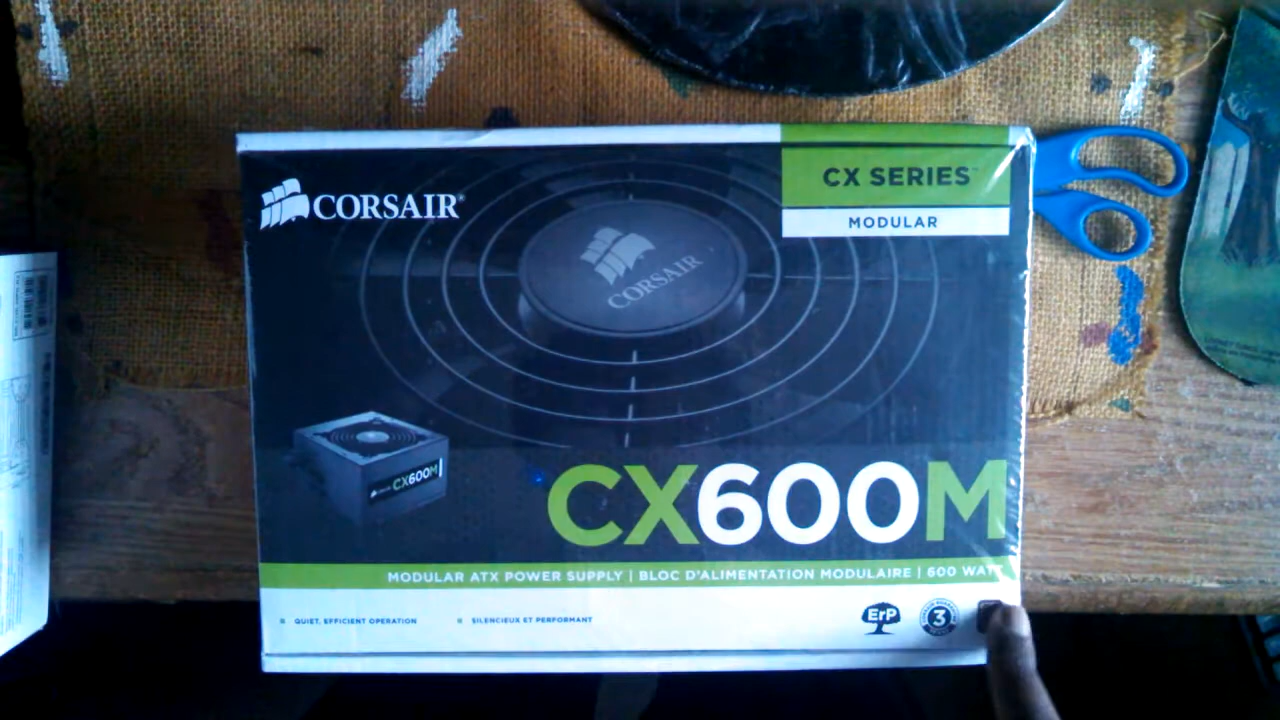 CORSAIR®
CX SERIES™
MODULAR
CORSAIR
CX600M
CX600M
MODULAR ATX POWER SUPPLY | BLOC D'ALIMENTATION MODULAIRE | 600 WATT
QUIET, EFFICIENT OPERATION
SILENCIEUX ET PERFORMANT
ErP
3